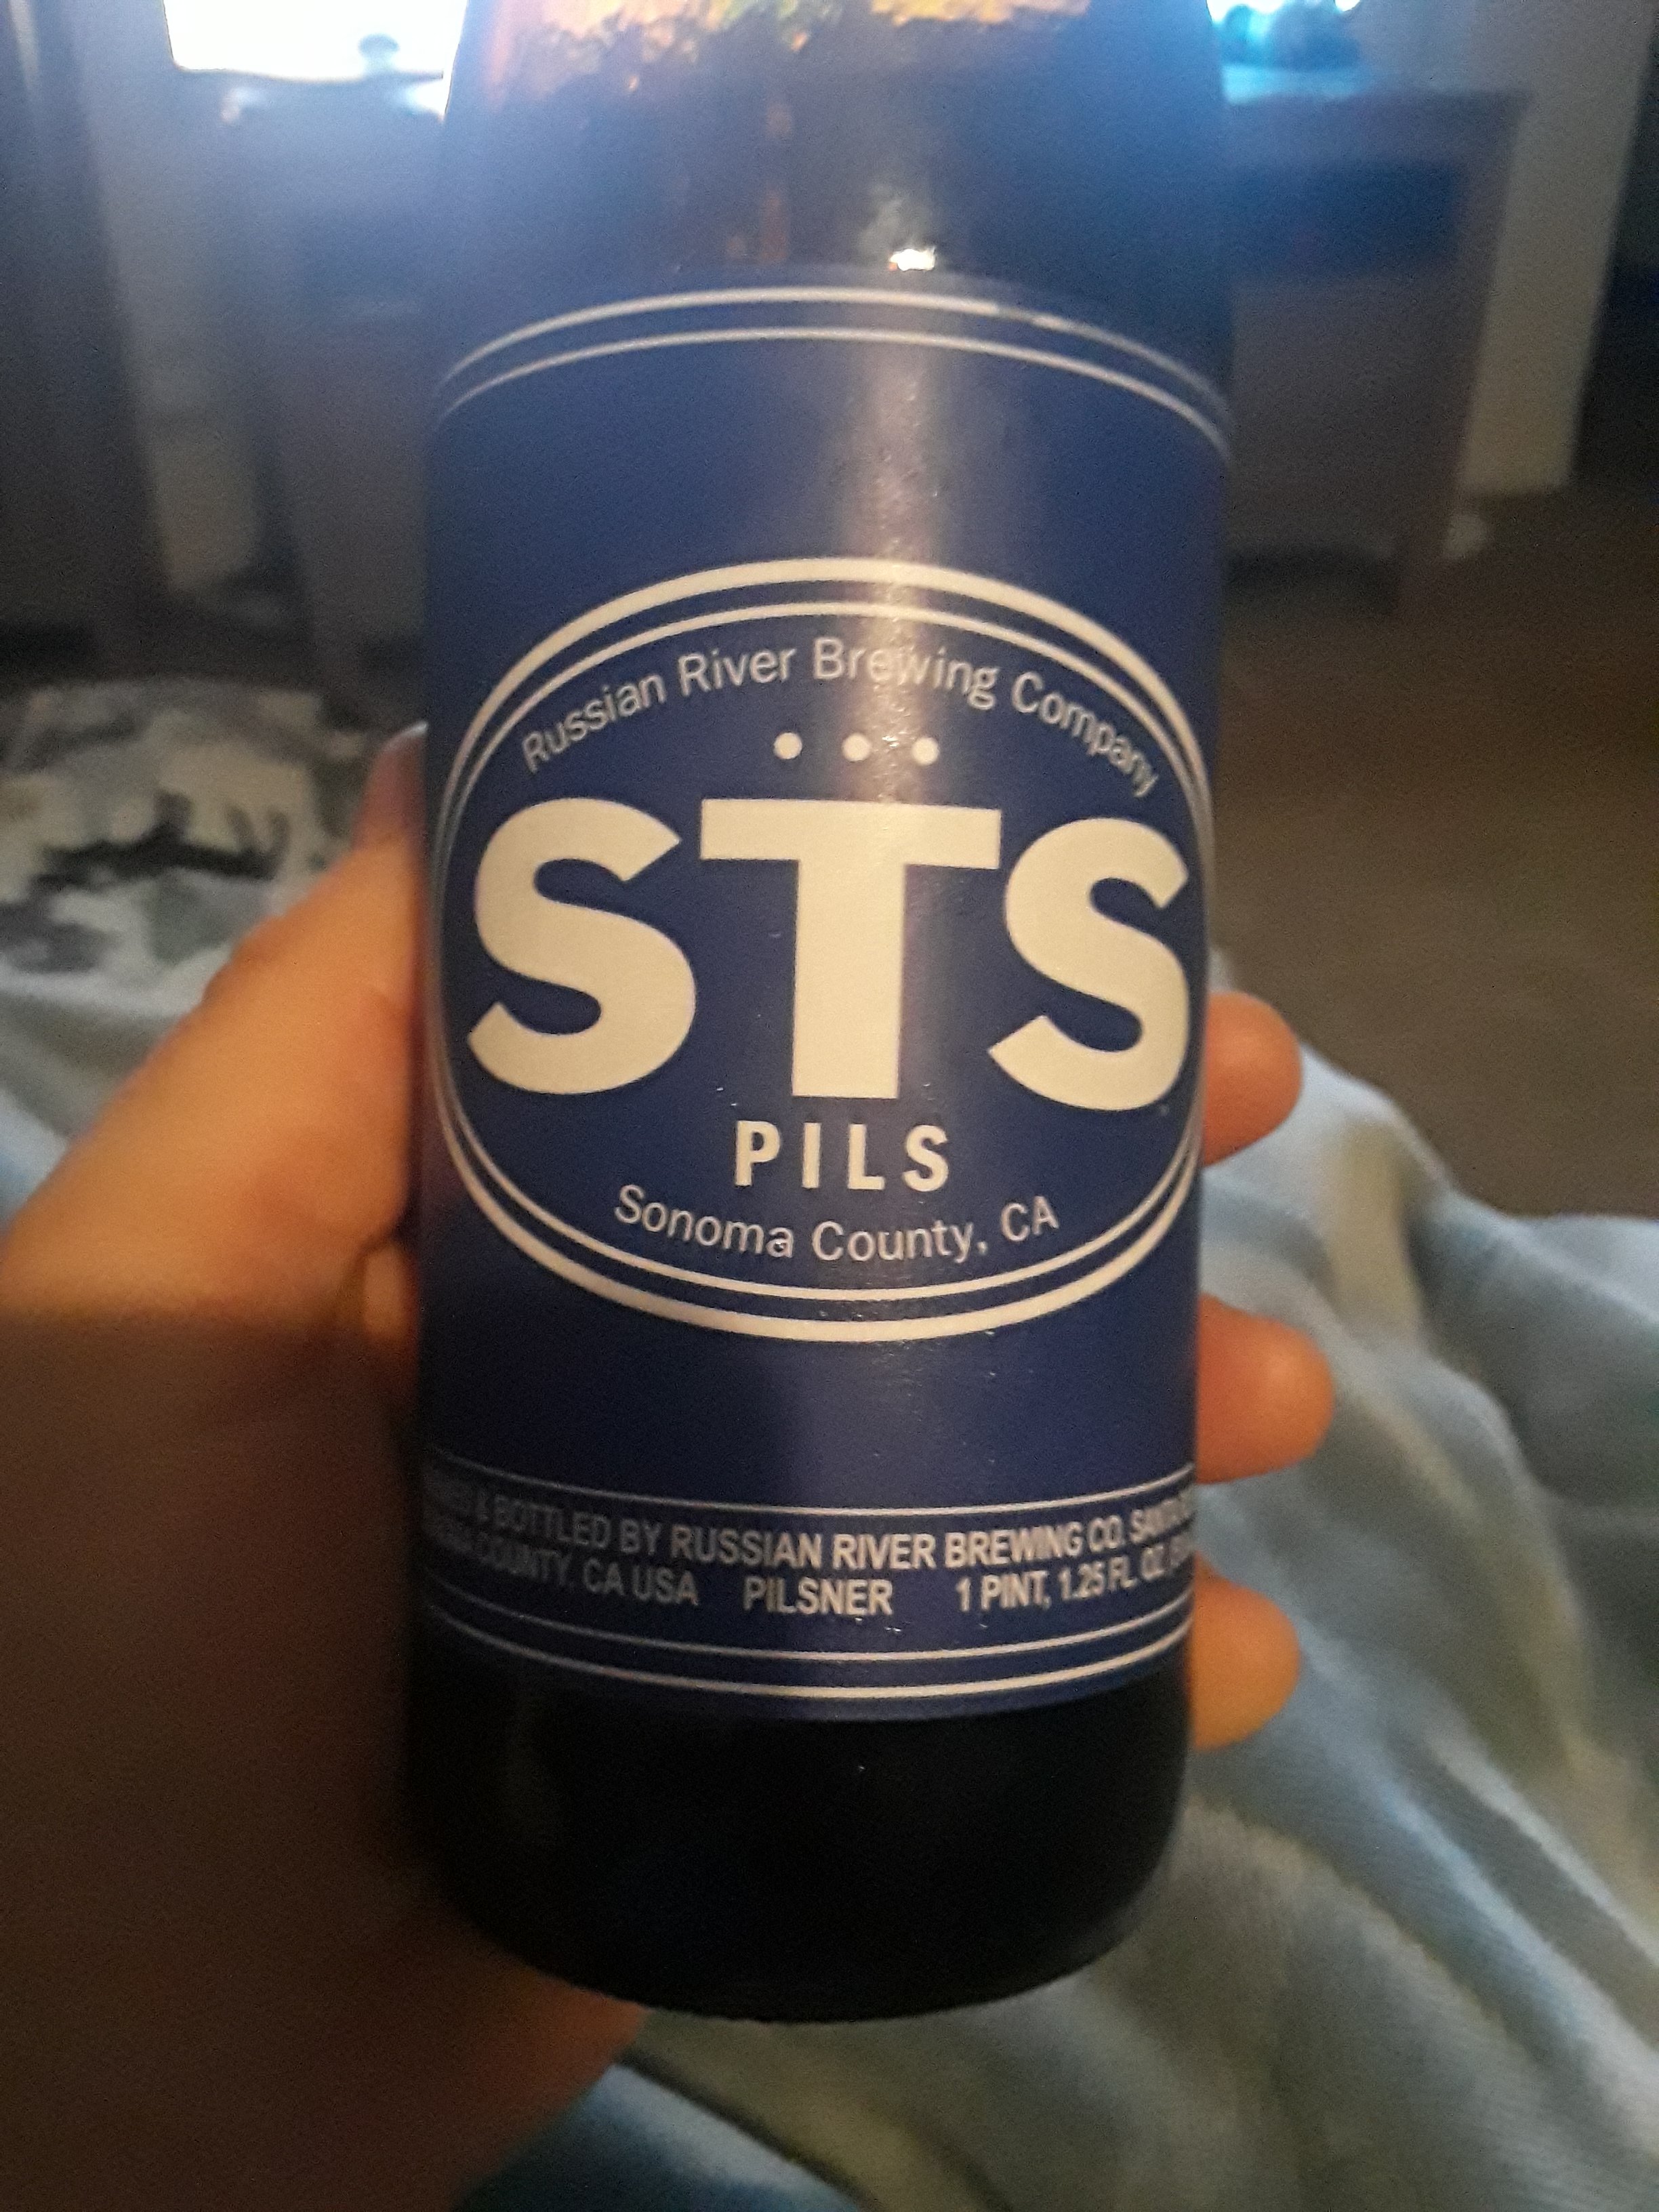 Russian River Brewing Company
STS
PILS
Sonoma County, CA
& BOTTLED BY RUSSIAN RIVER BREWING CO. SANTA
COUNTY, CA USA PILSNER 1 PINT, 1.25 FL. OZ.